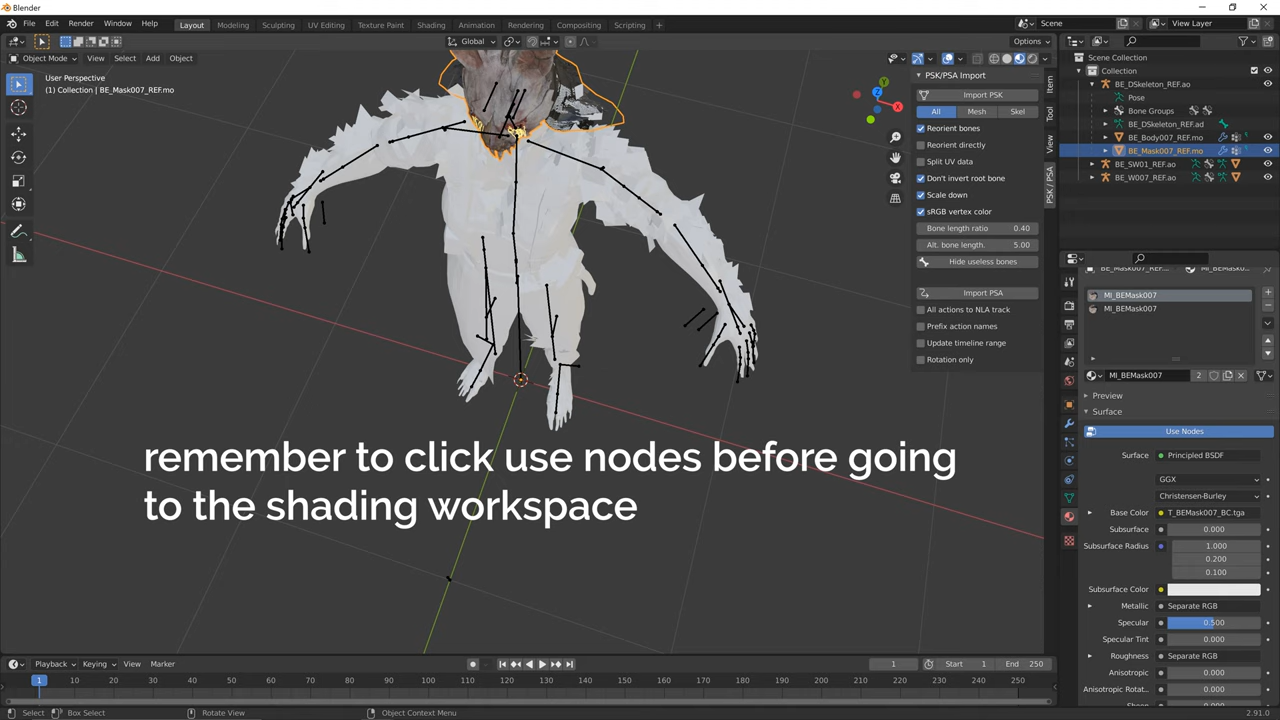 Blender
File Edit Render Window Help Layout Modeling Sculpting UV Editing Texture Paint Shading Animation Rendering Compositing Scripting + Scene View Layer
Global Options
Object Mode View Select Add Object
User Perspective
(1) Collection | BE_Mask007_REF.mo
Z
Y
X
PSK/PSA Import
Import PSK
All Mesh Skel
Reorient bones
Reorient directly
Split UV data
Don't invert root bone
Scale down
sRGB vertex color
Bone length ratio 0.40
Alt. bone length. 5.00
Hide useless bones
Import PSA
All actions to NLA track
Prefix action names
Update timeline range
Rotation only
Item
Tool
View
PSK / PSA
Scene Collection
Collection
BE_DSkeleton_REF.ao
Pose
Bone Groups
BE_DSkeleton_REF.ad
BE_Body007_REF.mo
BE_Mask007_REF.mo
BE_SW01_REF.ao
BE_W007_REF.ao
MI_BEMask007
MI_BEMask007
MI_BEMask007 2
Preview
Surface
Use Nodes
Surface Principled BSDF
GGX
Christensen-Burley
Base Color T_BEMask007_BC.tga
Subsurface 0.000
Subsurface Radius 1.000
0.200
0.100
Subsurface Color
Metallic Separate RGB
Specular 0.500
Specular Tint 0.000
Roughness Separate RGB
Anisotropic 0.000
Anisotropic Rotat.. 0.000
remember to click use nodes before going
to the shading workspace
Playback Keying View Marker 1 Start 1 End 250
1 10 20 30 40 50 60 70 80 90 100 110 120 130 140 150 160 170 180 190 200 210 220 230 240 250
Select Box Select Rotate View Object Context Menu 2.91.0